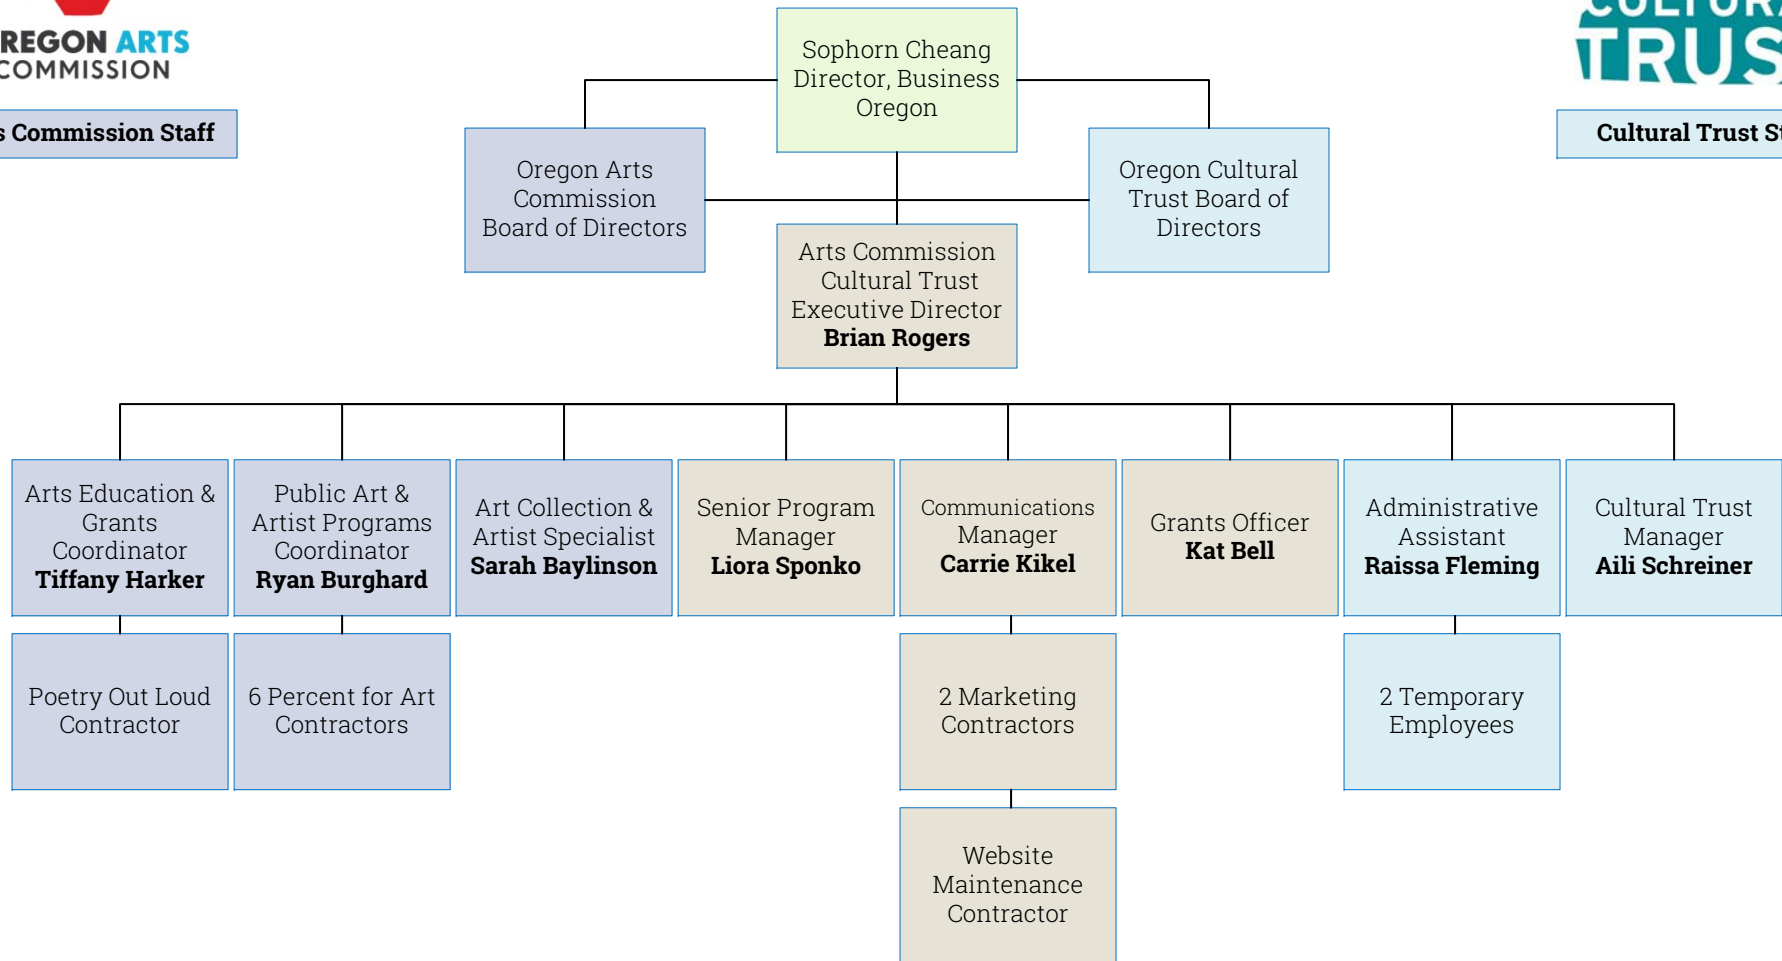 REGON ARTS
COMMISSION
CULTURA
TRUS
s Commission Staff
Cultural Trust St
Sophorn Cheang
Director, Business
Oregon
Oregon Arts
Commission
Board of Directors
Oregon Cultural
Trust Board of
Directors
Arts Commission
Cultural Trust
Executive Director
Brian Rogers
Arts Education &
Grants
Coordinator
Tiffany Harker
Public Art &
Artist Programs
Coordinator
Ryan Burghard
Art Collection &
Artist Specialist
Sarah Baylinson
Senior Program
Manager
Liora Sponko
Communications
Manager
Carrie Kikel
Grants Officer
Kat Bell
Administrative
Assistant
Raissa Fleming
Cultural Trust
Manager
Aili Schreiner
Poetry Out Loud
Contractor
6 Percent for Art
Contractors
2 Marketing
Contractors
2 Temporary
Employees
Website
Maintenance
Contractor